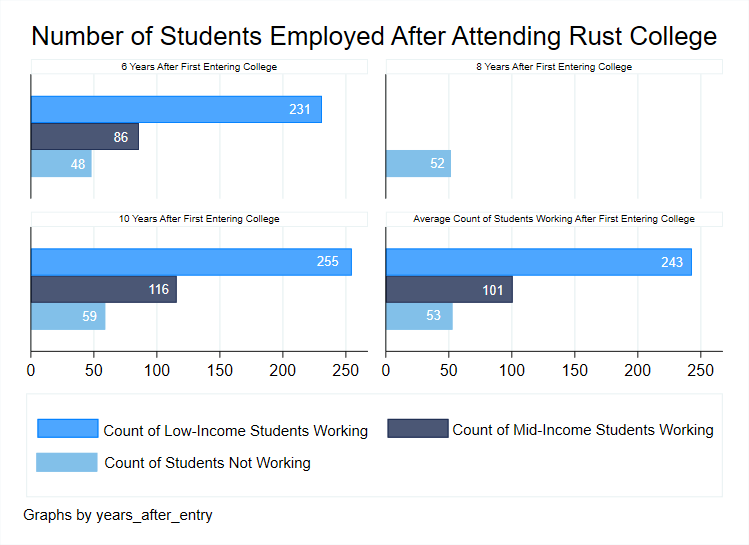 Number of Students Employed After Attending Rust College
6 Years After First Entering College
8 Years After First Entering College
231
86
48
52
10 Years After First Entering College
Average Count of Students Working After First Entering College
255
116
59
243
101
53
0 50 100 150 200 250
0 50 100 150 200 250
Count of Low-Income Students Working
Count of Mid-Income Students Working
Count of Students Not Working
Graphs by years_after_entry